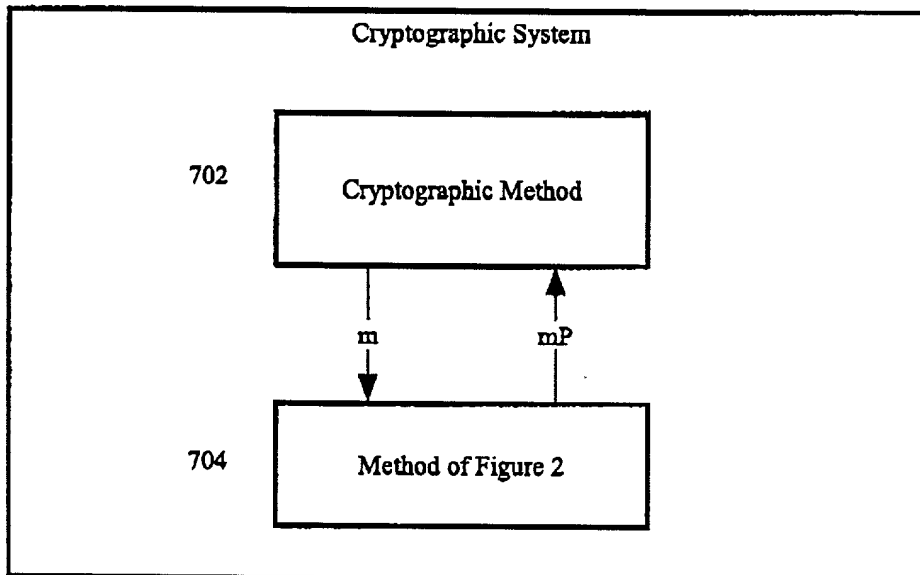 Cryptographic System
702
Cryptographic Method
m
mP
704
Method of Figure 2